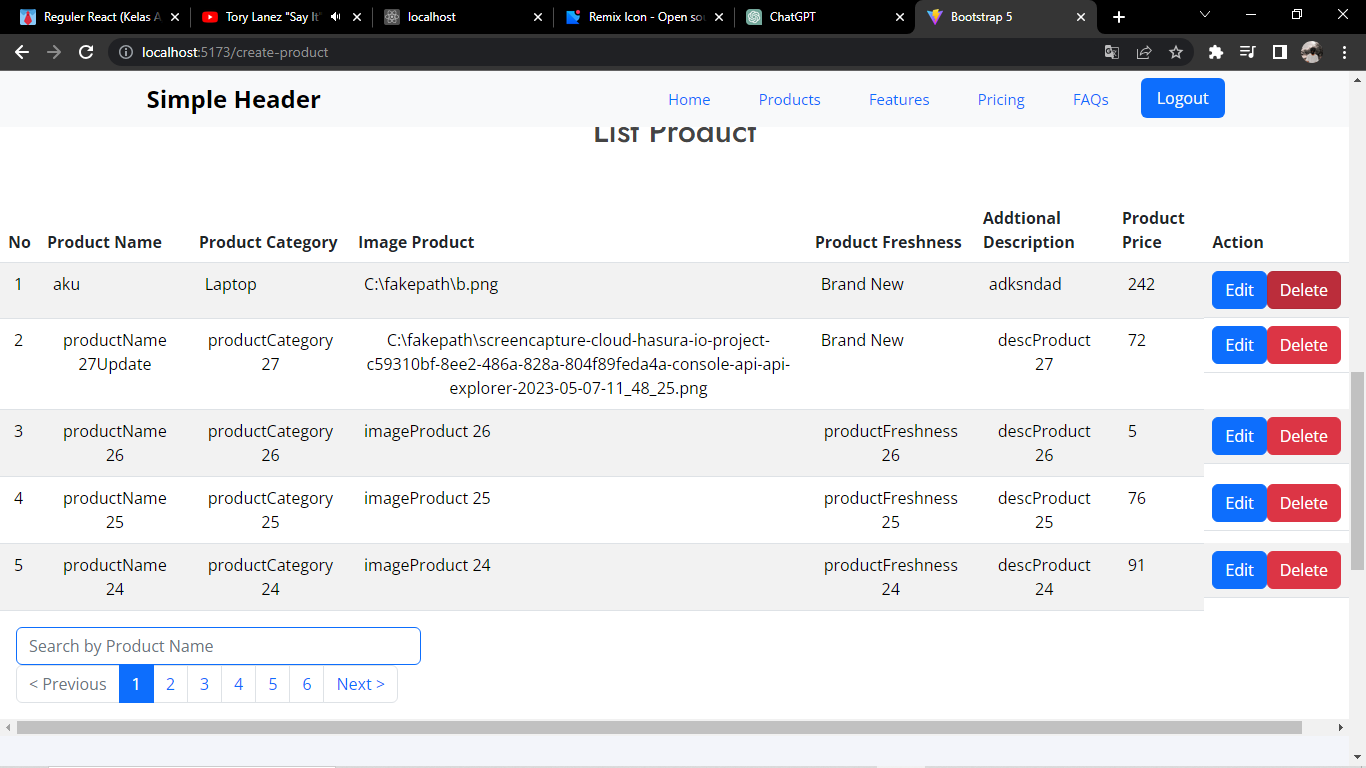 Reguler React (Kelas A
Tory Lanez "Say It"
localhost
Remix Icon - Open sou
ChatGPT
Bootstrap 5
localhost:5173/create-product
Simple Header
Home
Products
Features
Pricing
FAQs
Logout
List Product
No
Product Name
Product Category
Image Product
Product Freshness
Addtional
Description
Product
Price
Action
1
aku
Laptop
C:\fakepath\b.png
Brand New
adksndad
242
Edit
Delete
2
productName
27Update
productCategory
27
C:\fakepath\screencapture-cloud-hasura-io-project-
c59310bf-8ee2-486a-828a-804f89feda4a-console-api-api-
explorer-2023-05-07-11_48_25.png
Brand New
descProduct
27
72
Edit
Delete
3
productName
26
productCategory
26
imageProduct 26
productFreshness
26
descProduct
26
5
Edit
Delete
4
productName
25
productCategory
25
imageProduct 25
productFreshness
25
descProduct
25
76
Edit
Delete
5
productName
24
productCategory
24
imageProduct 24
productFreshness
24
descProduct
24
91
Edit
Delete
Search by Product Name
< Previous
1
2
3
4
5
6
Next >